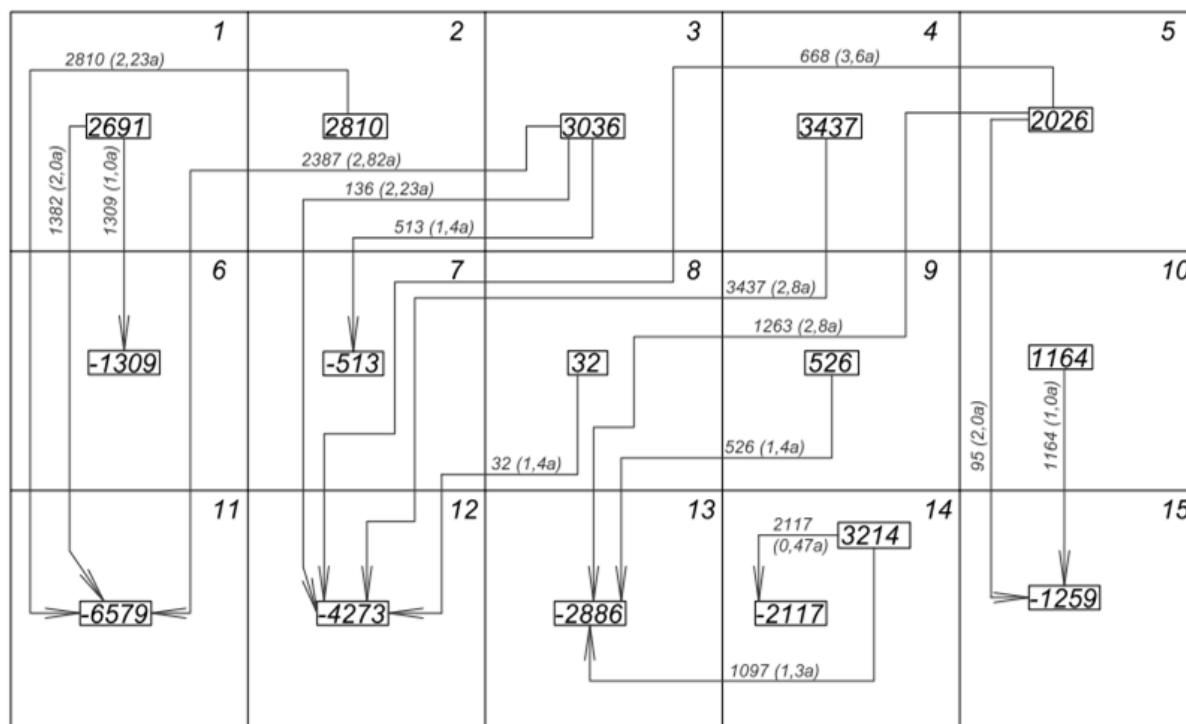 1
2
3
4
5
2810 (2,23a)
668 (3,6a)
2691
2810
3036
3437
2026
1382 (2,0a)
1309 (1,0a)
2387 (2,82a)
136 (2,23a)
513 (1,4a)
6
7
8
9
10
3437 (2,8a)
1263 (2,8a)
-1309
-513
32
526
1164
95 (2,0a)
1164 (1,0a)
526 (1,4a)
32 (1,4a)
11
12
13
14
15
2117
(0,47a)
3214
-6579
-4273
-2886
-2117
-1259
1097 (1,3a)